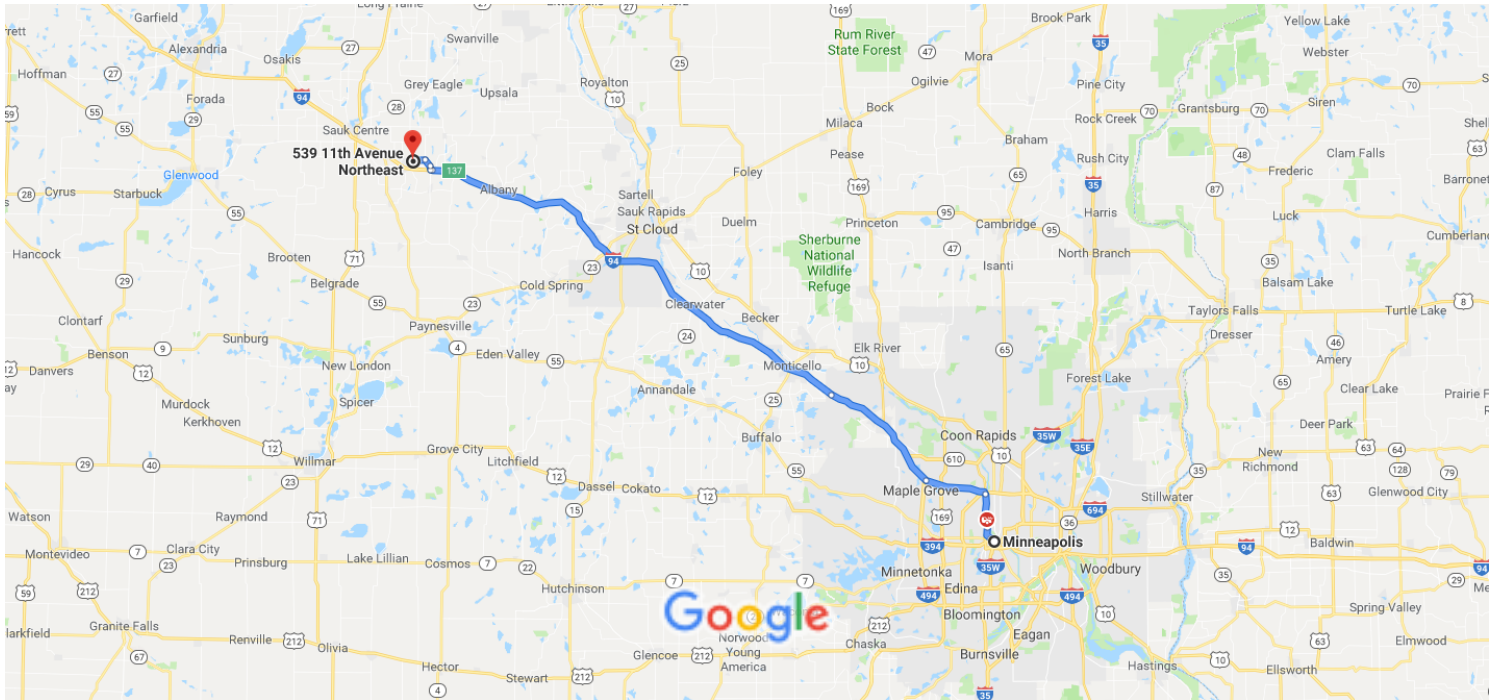 Garfield
Long Prairie
Swanville
169
Rum River
State Forest
Brook Park
Yellow Lake
Webster
Alexandria
27
Osakis
27
47
Mora
35
Hoffman
27
Grey Eagle
Upsala
Royalton
25
10
Ogilvie
Pine City
70
94
28
Forada
55
59
29
Bock
Rock Creek
70
Grantsburg
70
Siren
Sauk Centre
Milaca
Braham
539 11th Avenue
Northeast
Pease
65
Rush City
48
Frederic
Clam Falls
63
Glenwood
137
Foley
169
35
28
Cyrus
Starbuck
Albany
Sartell
Sauk Rapids
St Cloud
Duelm
Princeton
95
Cambridge
Harris
87
Luck
55
Hancock
29
Brooten
71
94
23
10
Sherburne
National
Wildlife
Refuge
47
Isanti
95
North Branch
35
Balsam Lake
Belgrade
55
Cold Spring
Clearwater
Becker
Taylors Falls
Turtle Lake
8
Clontarf
Paynesville
23
24
Dresser
Benson
9
Sunburg
4
Eden Valley
55
Elk River
10
65
46
Amery
Danvers
12
New London
Monticello
Forest Lake
Clear Lake
Murdock
Spicer
Annandale
25
Kerkhoven
Buffalo
Coon Rapids
35W
35E
Deer Park
63
12
Willmar
Grove City
Litchfield
55
610
10
New
Richmond
63
64
29
40
12
35
128
79
23
Dassel
Cokato
12
Maple Grove
Stillwater
Glenwood City
Watson
Raymond
71
15
169
36
694
12
Montevideo
7
Clara City
23
Prinsburg
Lake Lillian
7
Cosmos
7
22
Minneapolis
394
94
Baldwin
94
Hutchinson
7
Minnetonka
35W
Woodbury
35
29
59
212
494
Edina
494
Bloomington
10
63
Spring Valley
Google
Granite Falls
Renville
212
Olivia
212
Norwood
Young
America
Chaska
Eagan
Burnsville
10
Elmwood
67
71
Hector
4
Stewart
212
Glencoe
212
35
Hastings
Ellsworth
72